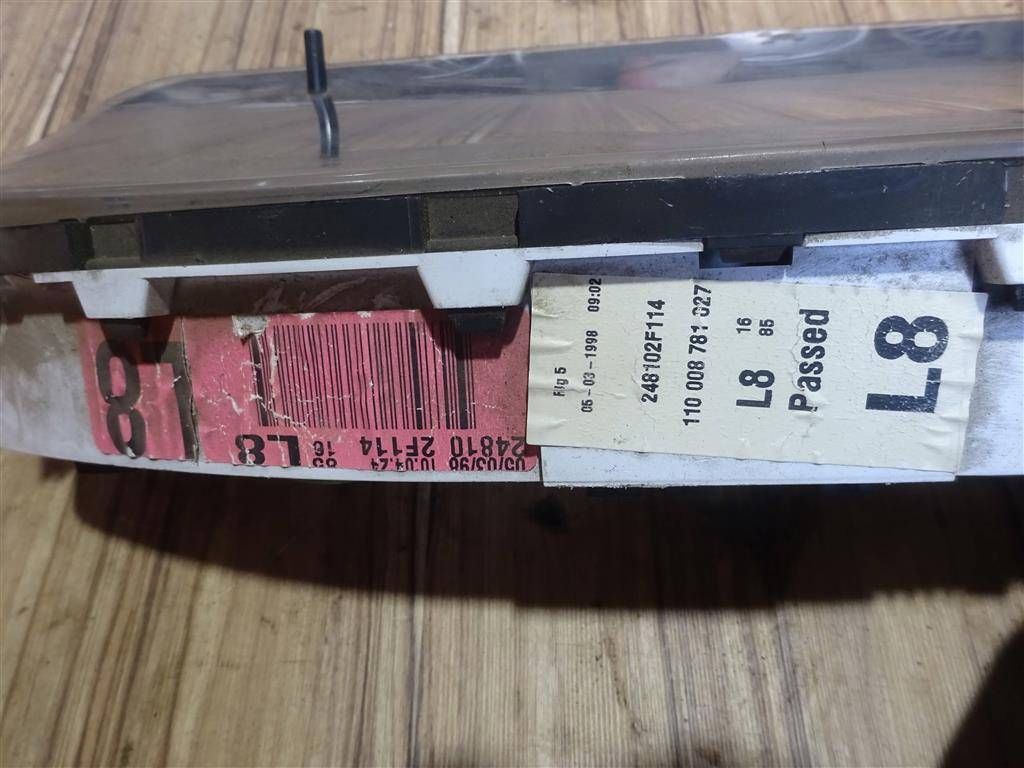 Rig 5
05-03-1998 09:02
248102F114
110 008 781 027
L8 16
85
Passed
L8
05/03/98
10.04.24
24810
2F114
L8 85
16
L8